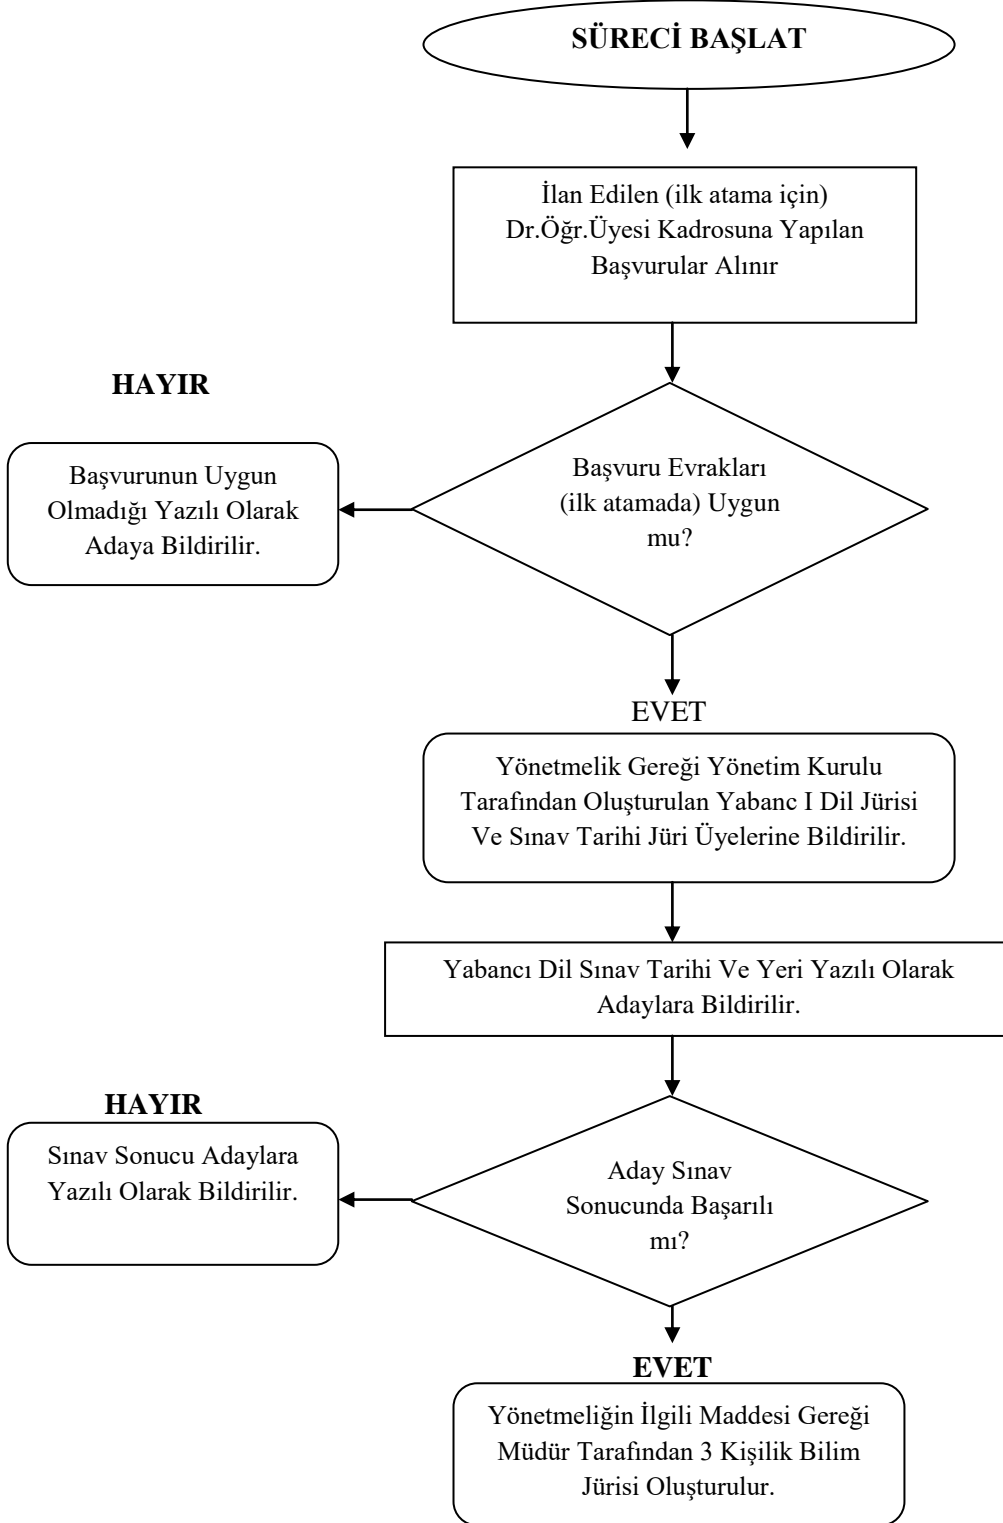 SÜRECİ BAŞLAT
İlan Edilen (ilk atama için)
Dr.Öğr.Üyesi Kadrosuna Yapılan
Başvurular Alınır
HAYIR
Başvurunun Uygun
Olmadığı Yazılı Olarak
Adaya Bildirilir.
Başvuru Evrakları
(ilk atamada) Uygun
mu?
EVET
Yönetmelik Gereği Yönetim Kurulu
Tarafından Oluşturulan Yabanc I Dil Jürisi
Ve Sınav Tarihi Jüri Üyelerine Bildirilir.
Yabancı Dil Sınav Tarihi Ve Yeri Yazılı Olarak
Adaylara Bildirilir.
HAYIR
Sınav Sonucu Adaylara
Yazılı Olarak Bildirilir.
Aday Sınav
Sonucunda Başarılı
mı?
EVET
Yönetmeliğin İlgili Maddesi Gereği
Müdür Tarafından 3 Kişilik Bilim
Jürisi Oluşturulur.